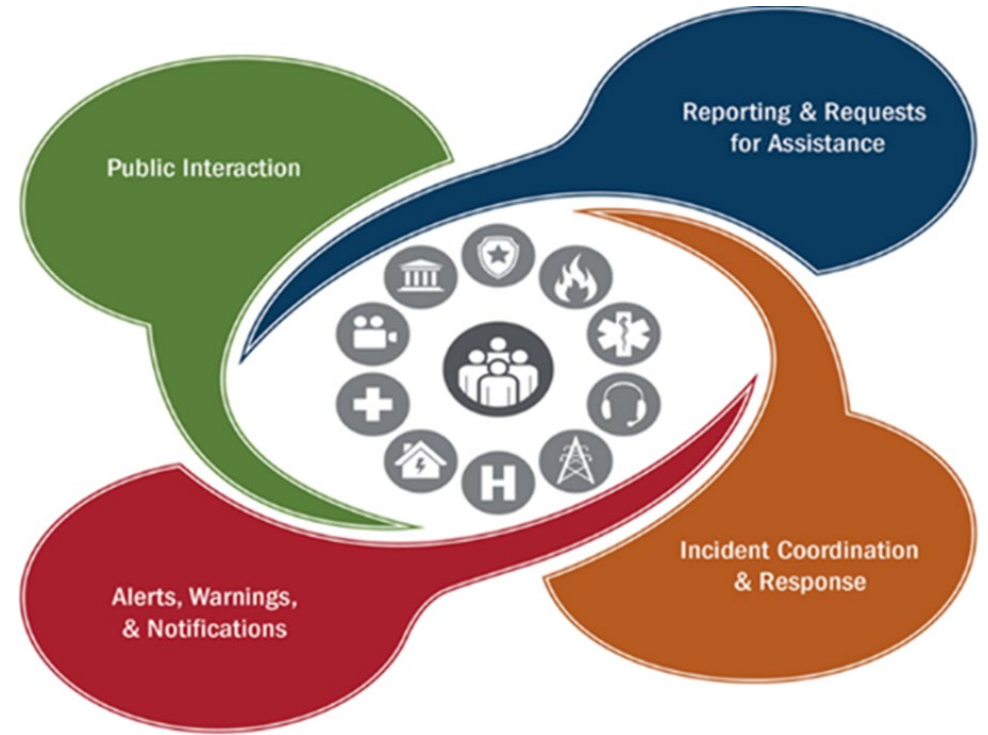 Public Interaction
Reporting & Requests
for Assistance
Alerts, Warnings,
& Notifications
Incident Coordination
& Response
H